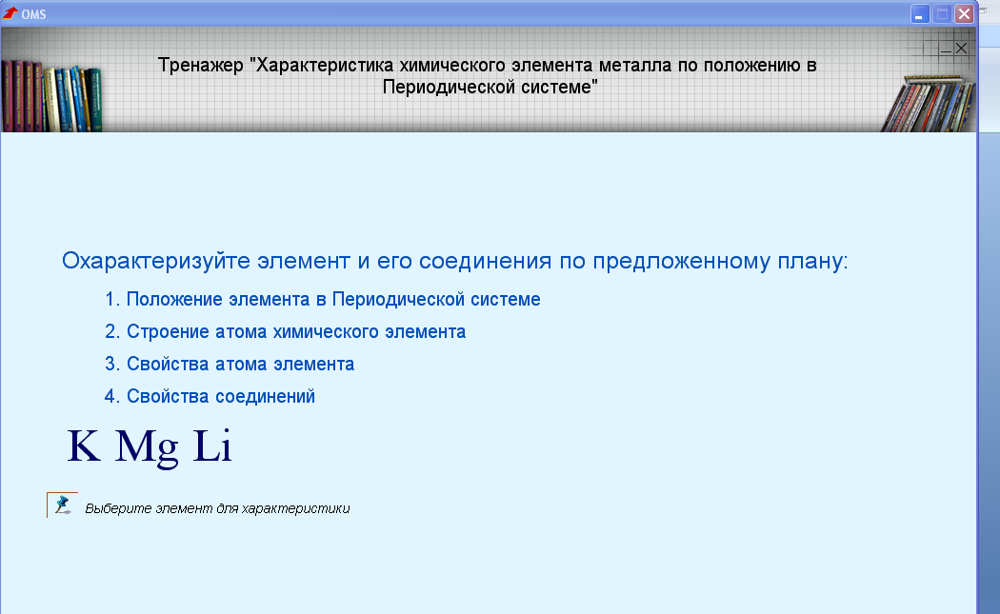 OMS
Тренажер "Характеристика химического элемента металла по положению в
Периодической системе"
Охарактеризуйте элемент и его соединения по предложенному плану:
1. Положение элемента в Периодической системе
2. Строение атома химического элемента
3. Свойства атома элемента
4. Свойства соединений
K Mg Li
Выберите элемент для характеристики